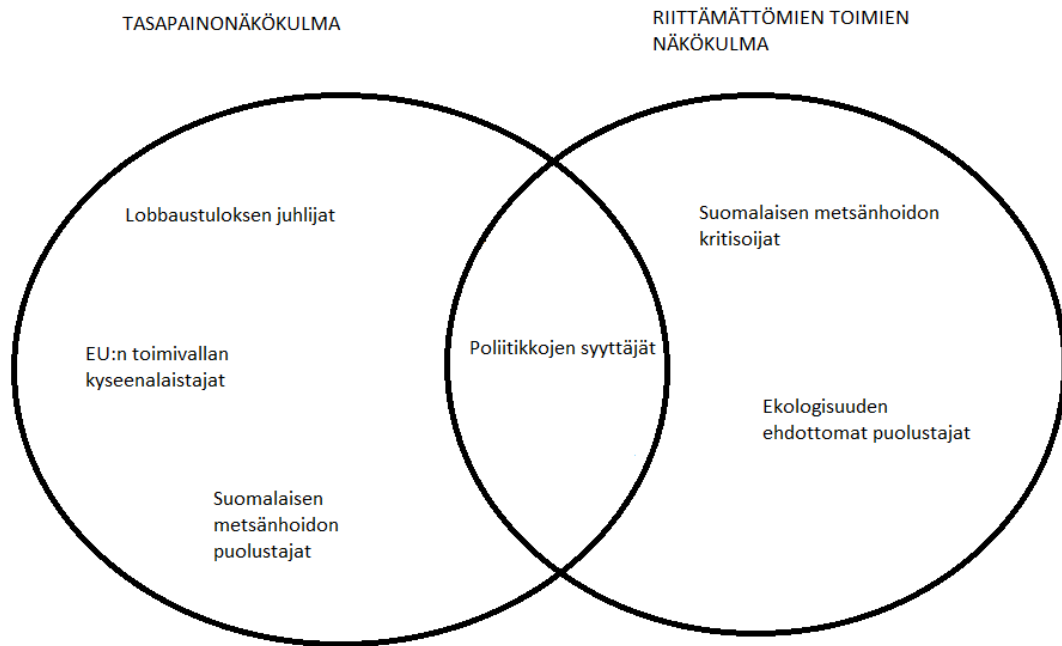 TASAPAINONÄKÖKULMA
RIITTÄMÄTTÖMIEN TOIMIEN
NÄKÖKULMA
Lobbaustuloksen juhlijat
EU:n toimivallan
kyseenalaistajat
Suomalaisen
metsänhoidon
puolustajat
Poliitikkojen syyttäjät
Suomalaisen metsänhoidon
kritisoijat
Ekologisuuden
ehdottomat puolustajat